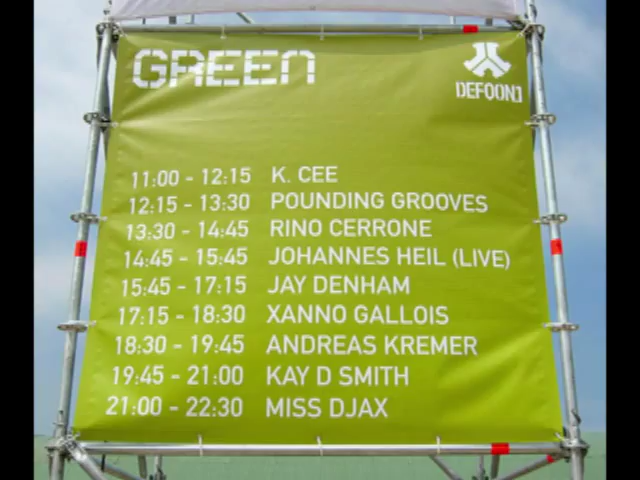 GREEN
DEFQON1
11:00 - 12:15 K. CEE
12:15 - 13:30 POUNDING GROOVES
13:30 - 14:45 RINO CERRONE
14:45 - 15:45 JOHANNES HEIL (LIVE)
15:45 - 17:15 JAY DENHAM
17:15 - 18:30 XANNO GALLOIS
18:30 - 19:45 ANDREAS KREMER
19:45 - 21:00 KAY D SMITH
21:00 - 22:30 MISS DJAX